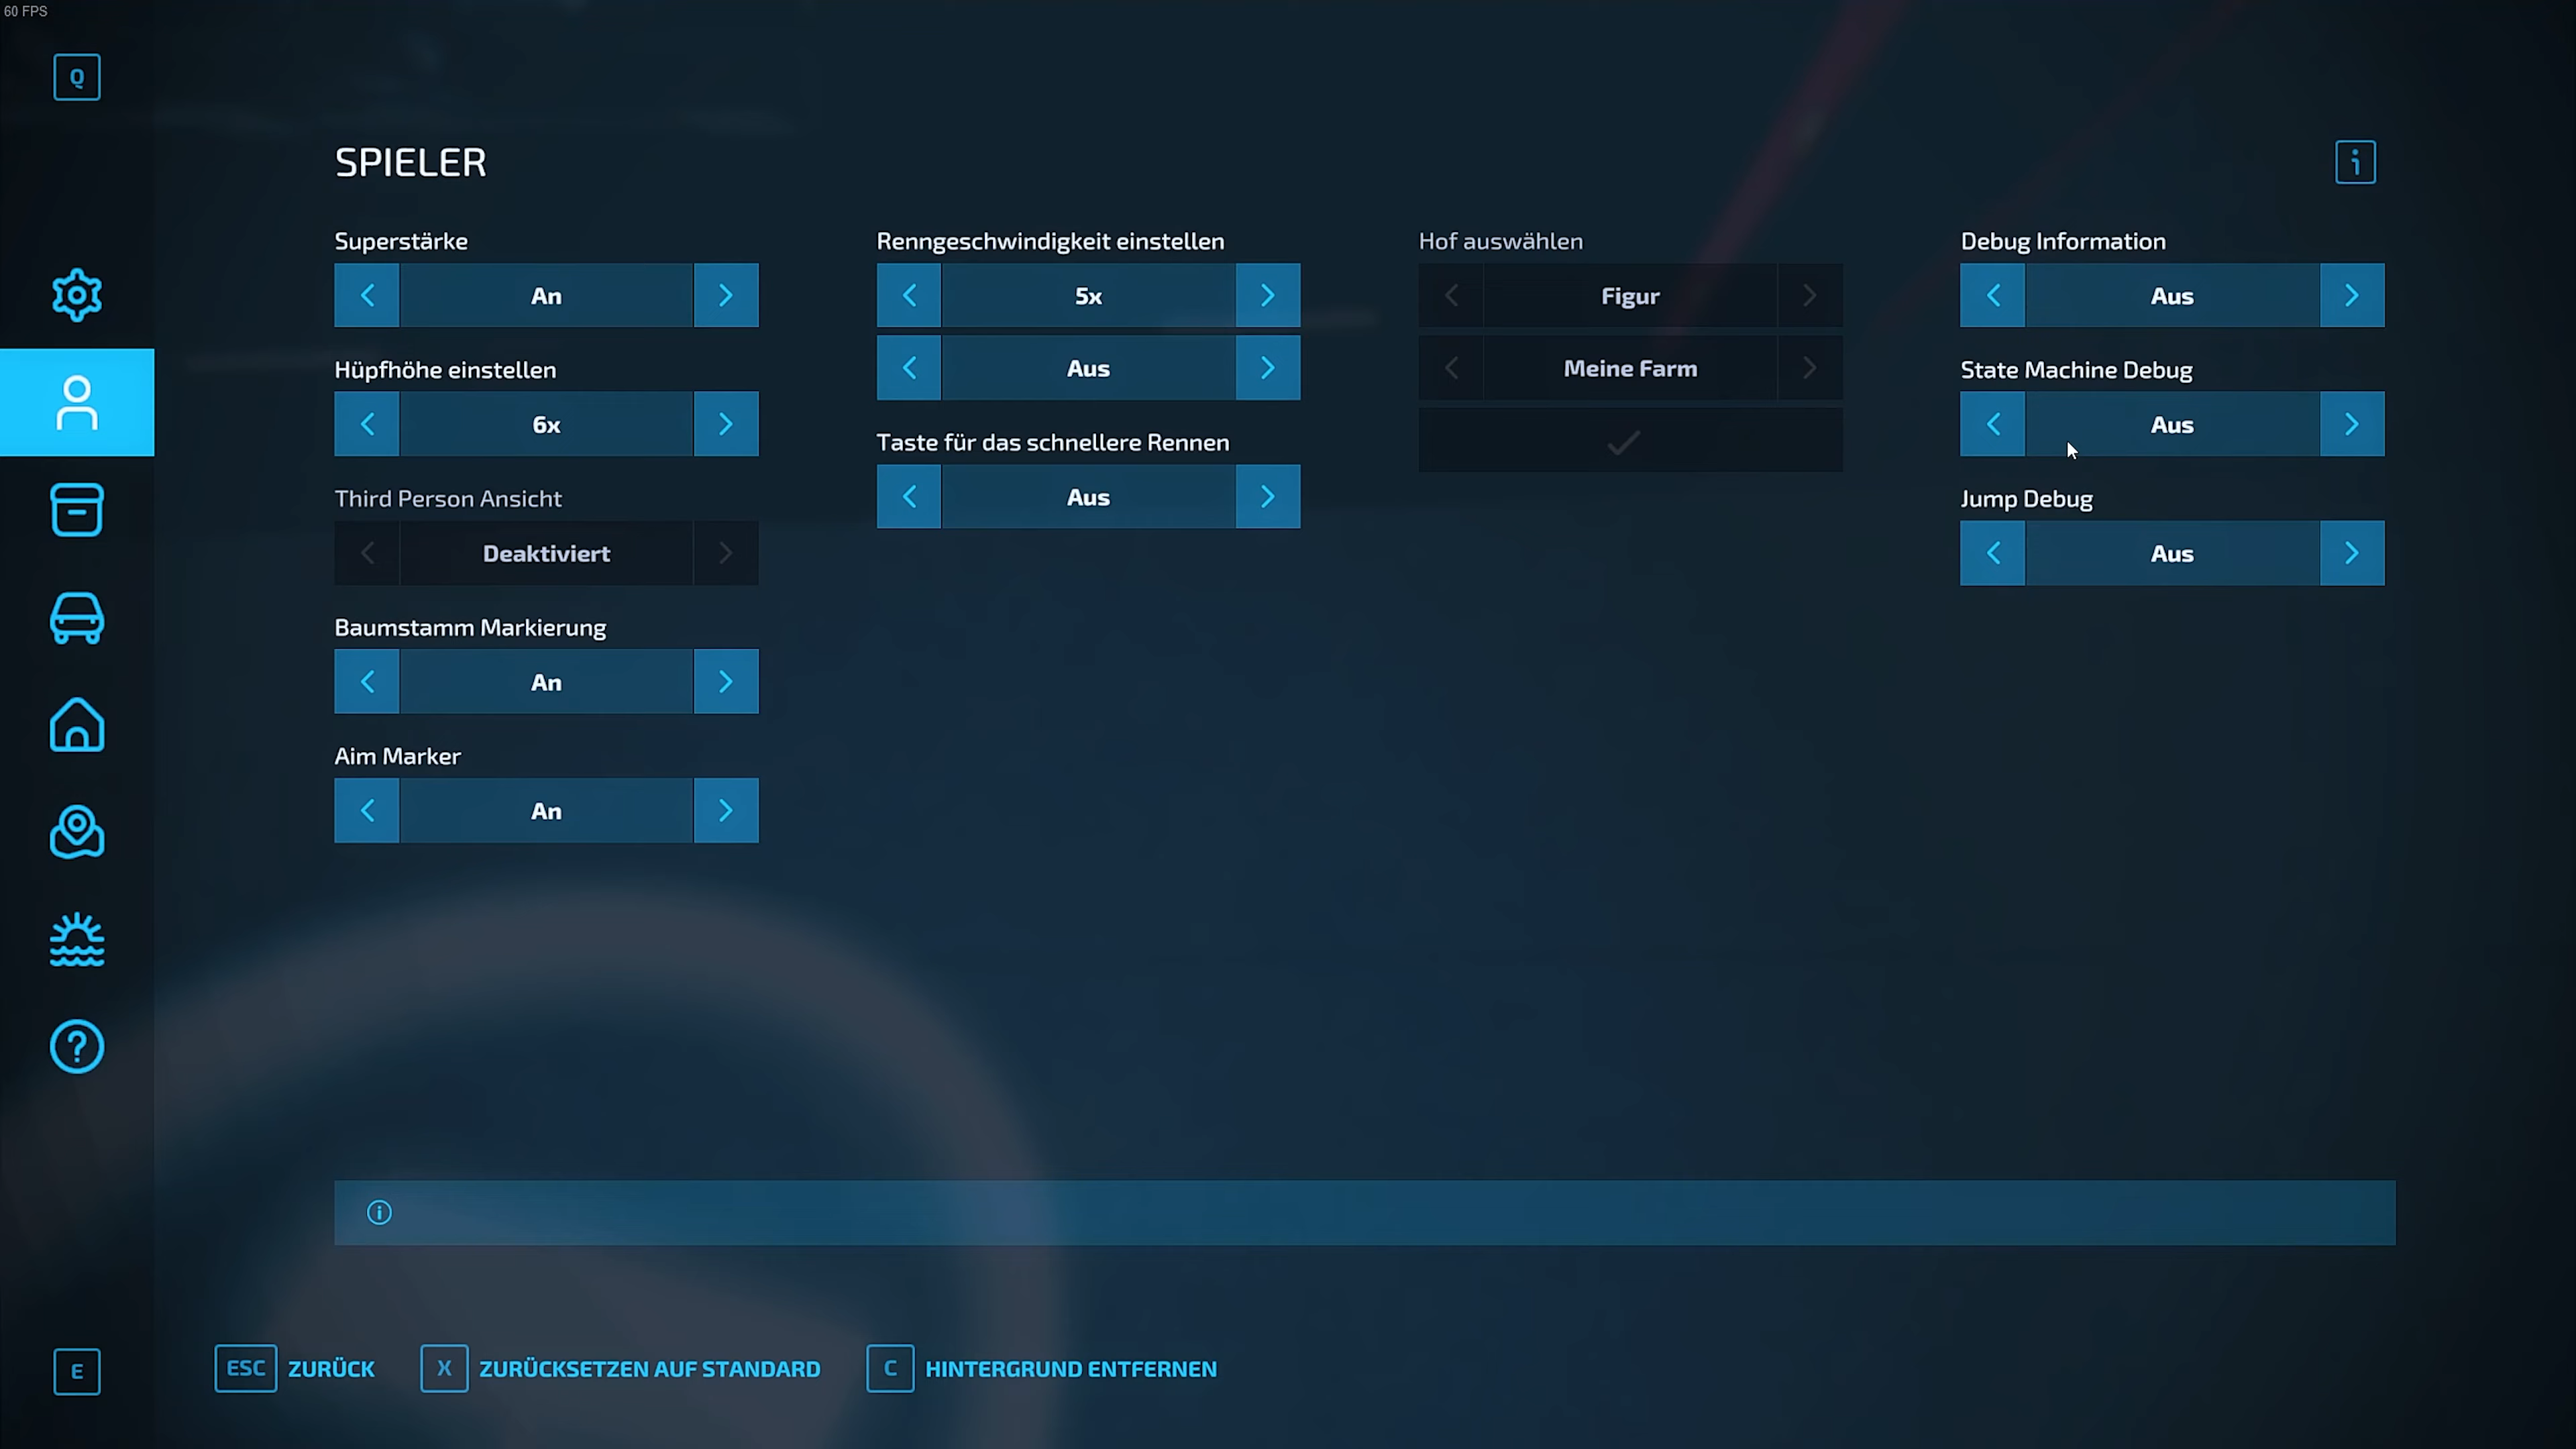 60 FPS
Q
SPIELER
Superstärke
An
Hüpfhöhe einstellen
6x
Third Person Ansicht
Deaktiviert
Baumstamm Markierung
An
Aim Marker
An
Renngeschwindigkeit einstellen
5x
Aus
Taste für das schnellere Rennen
Aus
Hof auswählen
Figur
Meine Farm
Debug Information
Aus
State Machine Debug
Aus
Jump Debug
Aus
E
ESC ZURÜCK X ZURÜCKSETZEN AUF STANDARD C HINTERGRUND ENTFERNEN